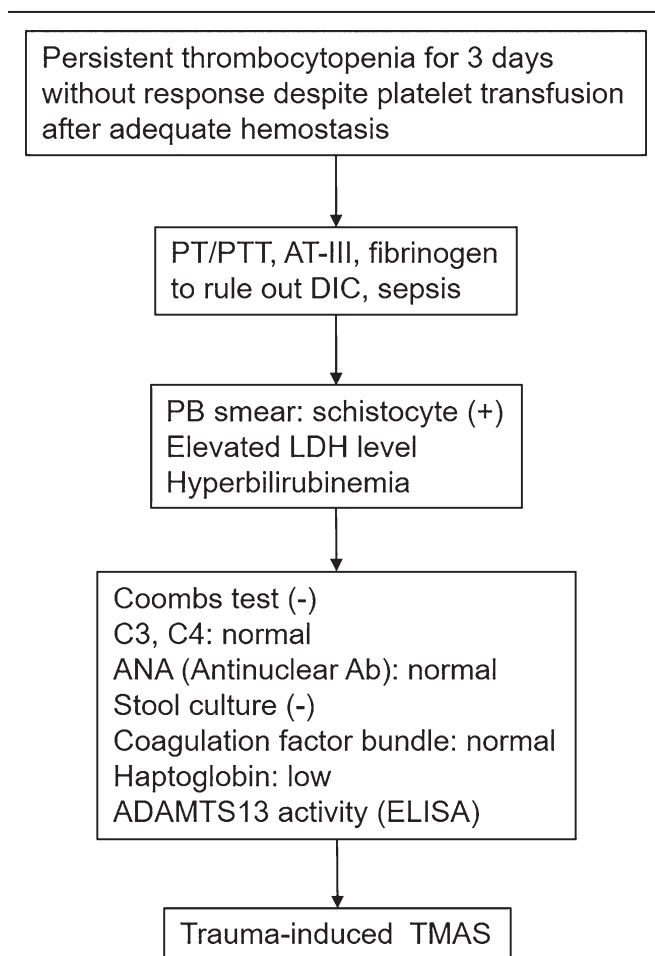 Persistent thrombocytopenia for 3 days
without response despite platelet transfusion
after adequate hemostasis
PT/PTT, AT-III, fibrinogen
to rule out DIC, sepsis
PB smear: schistocyte (+)
Elevated LDH level
Hyperbilirubinemia
Coombs test (-)
C3, C4: normal
ANA (Antinuclear Ab): normal
Stool culture (-)
Coagulation factor bundle: normal
Haptoglobin: low
ADAMTS13 activity (ELISA)
Trauma-induced TMAS